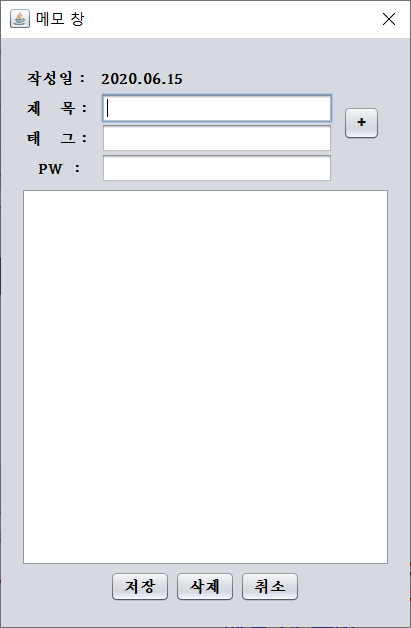 메모 창
작성일 : 2020.06.15
제 목 :
+
태 그 :
PW :
저장 삭제 취소